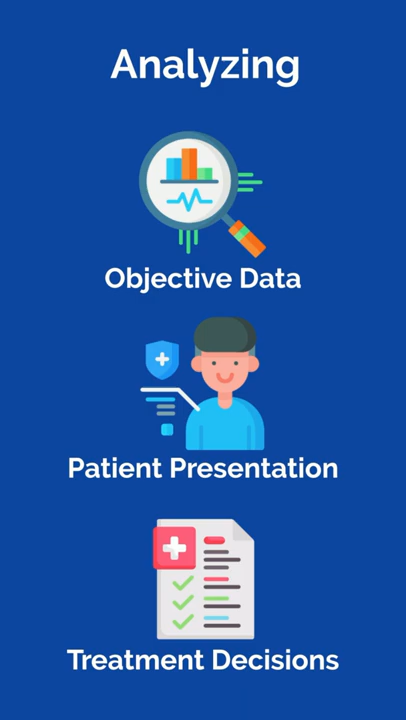 Analyzing
Objective Data
Patient Presentation
Treatment Decisions